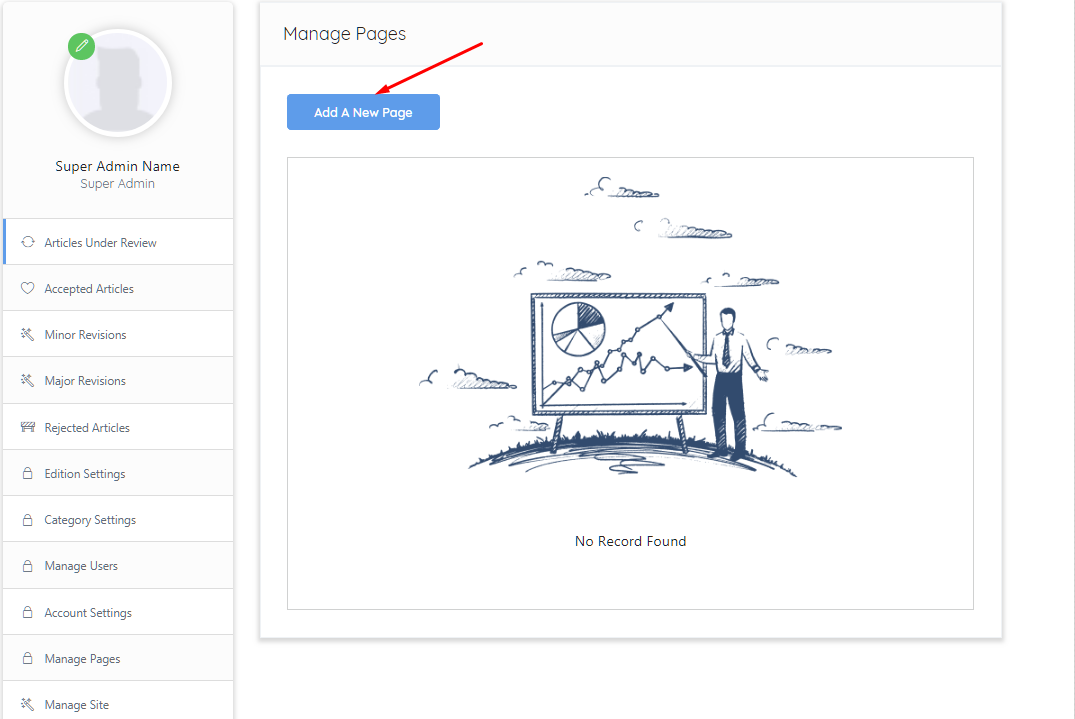 Super Admin Name
Super Admin
Articles Under Review
Accepted Articles
Minor Revisions
Major Revisions
Rejected Articles
Edition Settings
Category Settings
Manage Users
Account Settings
Manage Pages
Manage Site
Manage Pages
Add A New Page
No Record Found